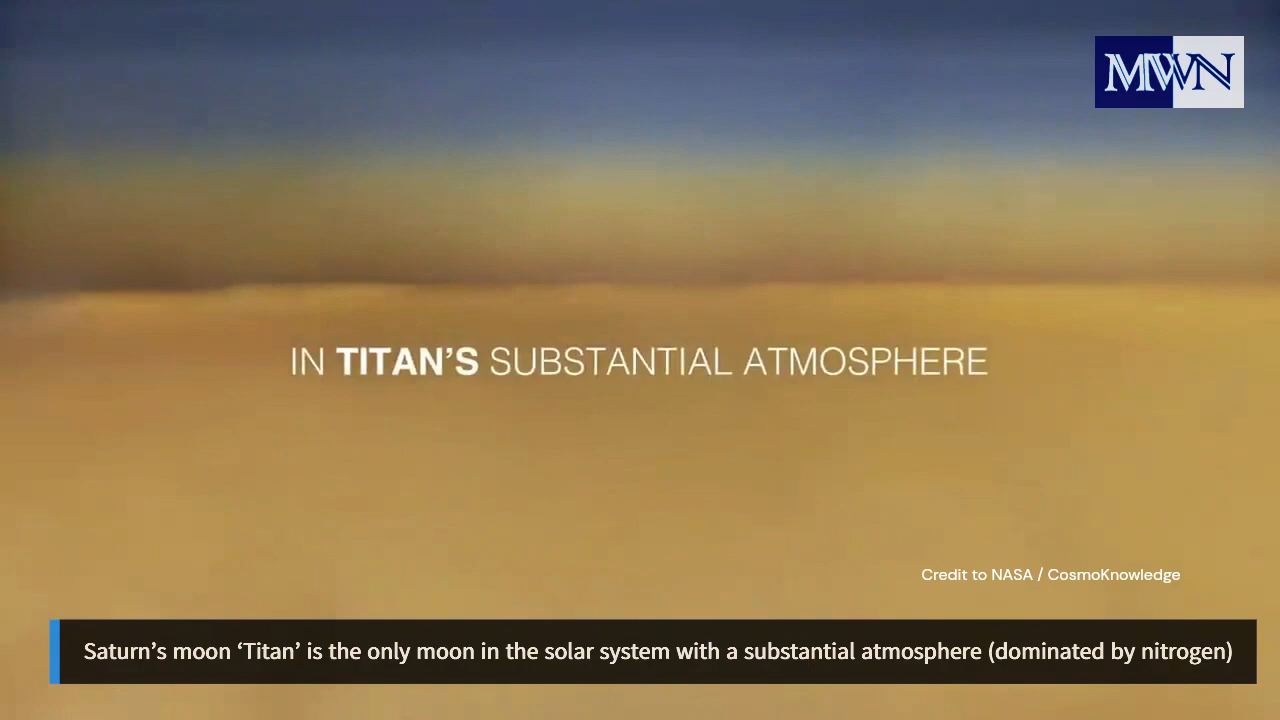 MWN
IN TITAN’S SUBSTANTIAL ATMOSPHERE
Credit to NASA / CosmoKnowledge
Saturn’s moon ‘Titan’ is the only moon in the solar system with a substantial atmosphere (dominated by nitrogen)